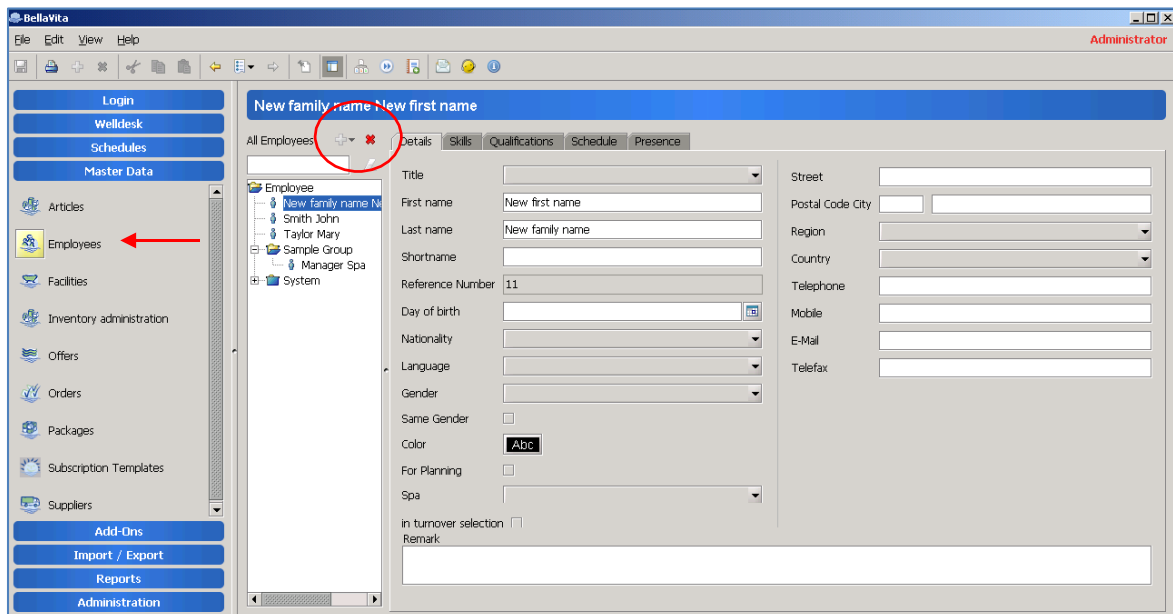 BellaVita
File Edit View Help
Administrator
Login
Welldesk
Schedules
Master Data
Articles
Employees
Facilities
Inventory administration
Offers
Orders
Packages
Subscription Templates
Suppliers
Add-Ons
Import / Export
Reports
Administration
New family name New first name
All Employees
Employee
New family name Ne
Smith John
Taylor Mary
Sample Group
Manager Spa
System
Details Skills Qualifications Schedule Presence
Title
First name New first name
Last name New family name
Shortname
Reference Number 11
Day of birth
Nationality
Language
Gender
Same Gender
Color Abc
For Planning
Spa
in turnover selection
Remark
Street
Postal Code City
Region
Country
Telephone
Mobile
E-Mail
Telefax